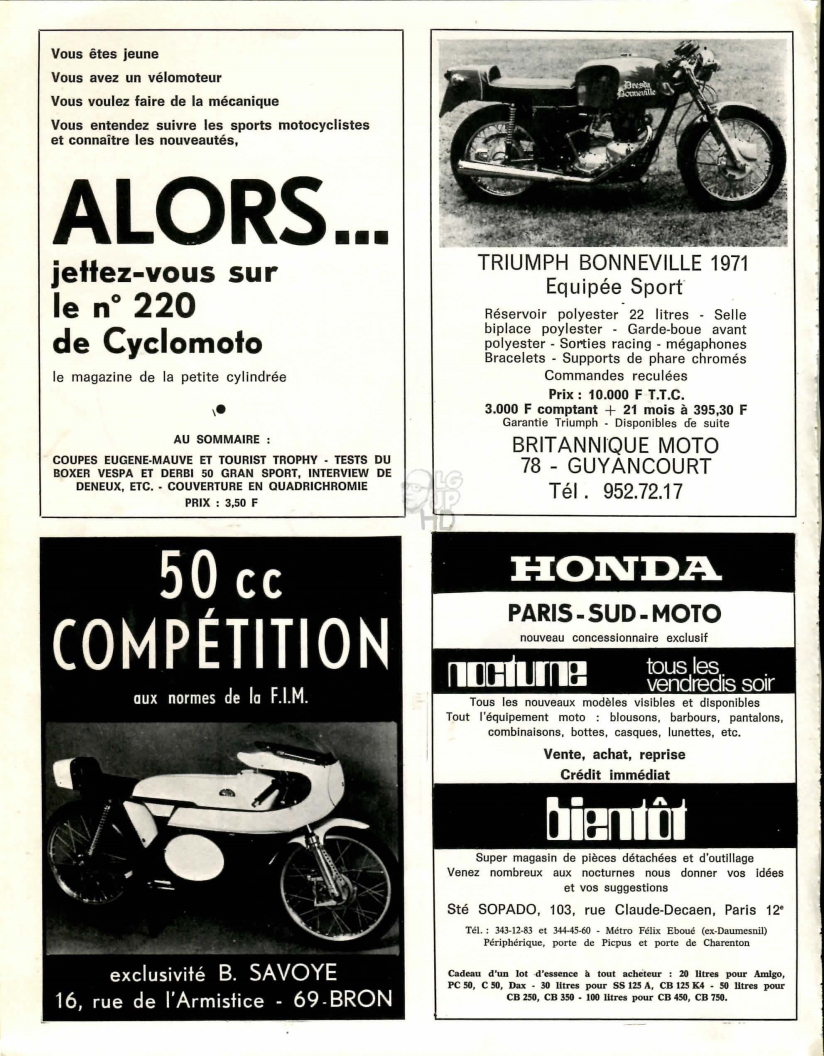 Vous êtes jeune
Vous avez un vélomoteur
Vous voulez faire de la mécanique
Vous entendez suivre les sports motocyclistes
et connaître les nouveautés,
ALORS...
jettez-vous sur
le n° 220
de Cyclomoto
le magazine de la petite cylindrée
AU SOMMAIRE :
COUPES EUGENE-MAUVE ET TOURIST TROPHY - TESTS DU
BOXER VESPA ET DERBI 50 GRAN SPORT, INTERVIEW DE
DENEUX, ETC. - COUVERTURE EN QUADRICHROMIE
PRIX : 3,50 F
Dresda
Bonneville
TRIUMPH BONNEVILLE 1971
Equipée Sport
Réservoir polyester 22 litres - Selle
biplace poylester - Garde-boue avant
polyester - Sorties racing - mégaphones
Bracelets - Supports de phare chromés
Commandes reculées
Prix : 10.000 F T.T.C.
3.000 F comptant + 21 mois à 395,30 F
Garantie Triumph - Disponibles de suite
BRITANNIQUE MOTO
78 - GUYANCOURT
Tél. 952.72.17
LG
UP
HD
50 cc
COMPÉTITION
aux normes de la F.I.M.
exclusivité B. SAVOYE
16, rue de l'Armistice - 69-BRON
HONDA
PARIS-SUD-MOTO
nouveau concessionnaire exclusif
nocturne tous les
vendredis soir
Tous les nouveaux modèles visibles et disponibles
Tout l'équipement moto : blousons, barbours, pantalons,
combinaisons, bottes, casques, lunettes, etc.
Vente, achat, reprise
Crédit immédiat
bientôt
Super magasin de pièces détachées et d'outillage
Venez nombreux aux nocturnes nous donner vos idées
et vos suggestions
Sté SOPADO, 103, rue Claude-Decaen, Paris 12e
Tél. : 343-12-83 et 344-45-60 - Métro Félix Eboué (ex-Daumesnil)
Périphérique, porte de Picpus et porte de Charenton
Cadeau d'un lot d'essence à tout acheteur : 20 litres pour Amigo,
PC 50, C 50, Dax - 30 litres pour SS 125 A, CB 125 K4 - 50 litres pour
CB 250, CB 350 - 100 litres pour CB 450, CB 750.